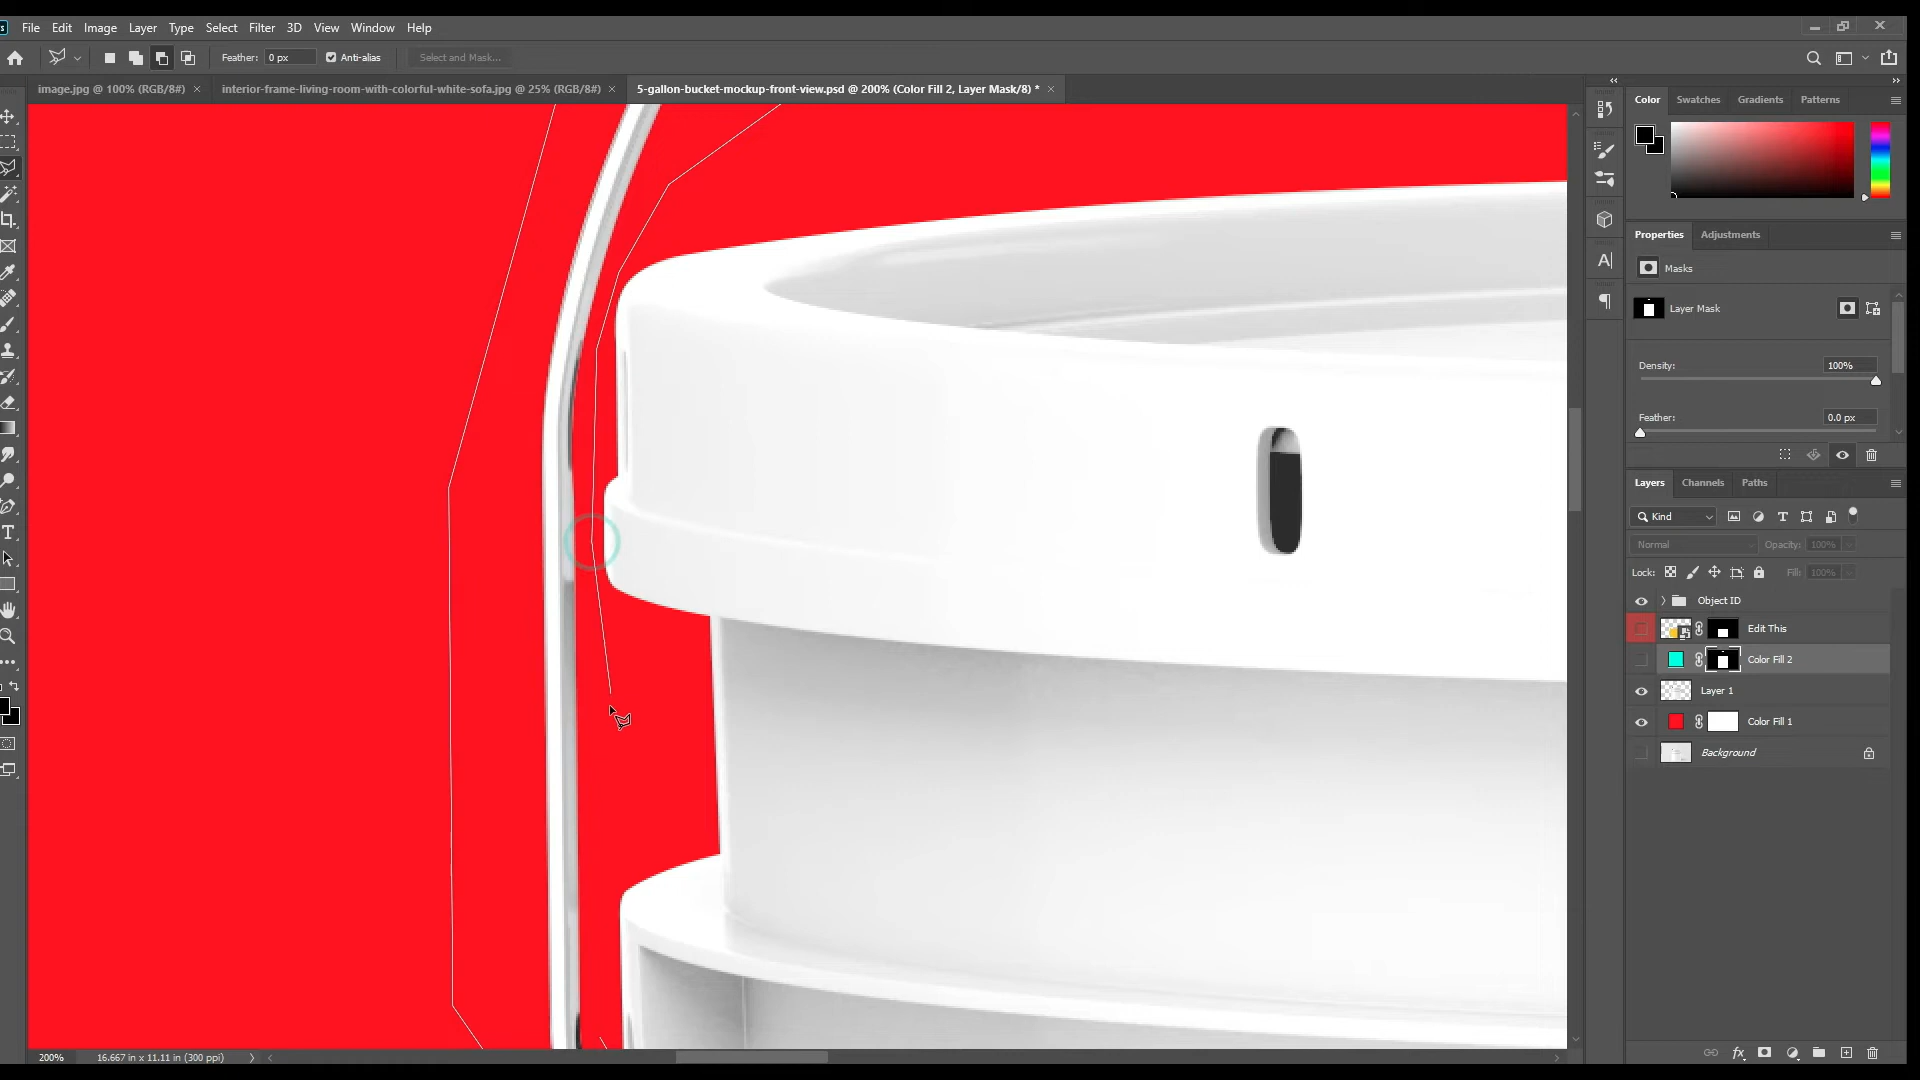 File Edit Image Layer Type Select Filter 3D View Window Help
Feather: 0 px Anti-alias Select and Mask...
image.jpg @ 100% (RGB/8#) × interior-frame-living-room-with-colorful-white-sofa.jpg @ 25% (RGB/8#) × 5-gallon-bucket-mockup-front-view.psd @ 200% (Color Fill 2, Layer Mask/8) * ×
Color Swatches Gradients Patterns
Properties Adjustments
Masks
Layer Mask
Density: 100%
Feather: 0.0 px
Layers Channels Paths
Kind
Normal Opacity: 100%
Lock: Fill: 100%
Object ID
Edit This
Color Fill 2
Layer 1
Color Fill 1
Background
200% 16.667 in x 11.11 in (300 ppi)